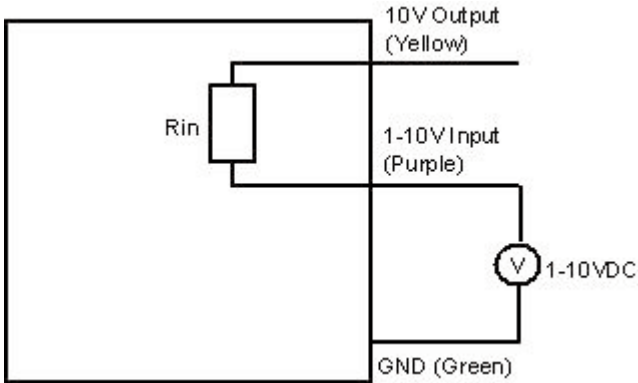 10V Output
(Yellow)
Rin
1-10V Input
(Purple)
V
1-10VDC
GND (Green)